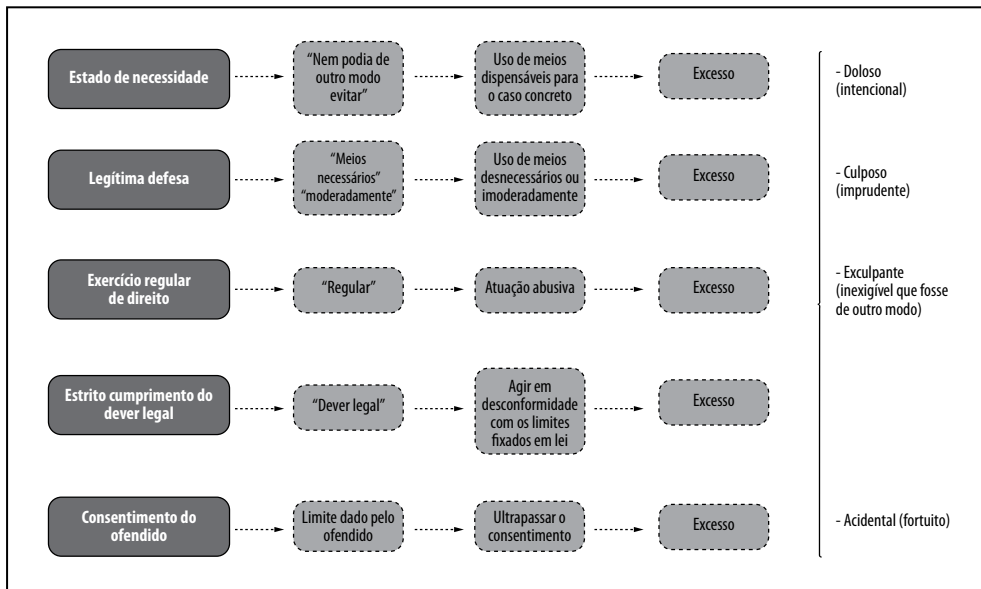 Estado de necessidade
“Nem podia de
outro modo
evitar”
Uso de meios
dispensáveis para
o caso concreto
Excesso
- Doloso
(intencional)
Legítima defesa
“Meios
necessários”
“moderadamente”
Uso de meios
desnecessários ou
imoderadamente
Excesso
- Culposo
(imprudente)
Exercício regular
de direito
“Regular”
Atuação abusiva
Excesso
- Exculpante
(inexigível que fosse
de outro modo)
Estrito cumprimento do
dever legal
“Dever legal”
Agir em
desconformidade
com os limites
fixados em lei
Excesso
Consentimento do
ofendido
Limite dado pelo
ofendido
Ultrapassar o
consentimento
Excesso
- Acidental (fortuito)